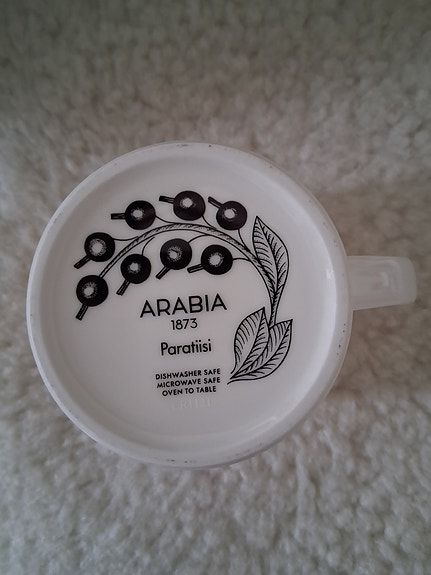 ARABIA
1873
Paratiisi
DISHWASHER SAFE
MICROWAVE SAFE
OVEN TO TABLE